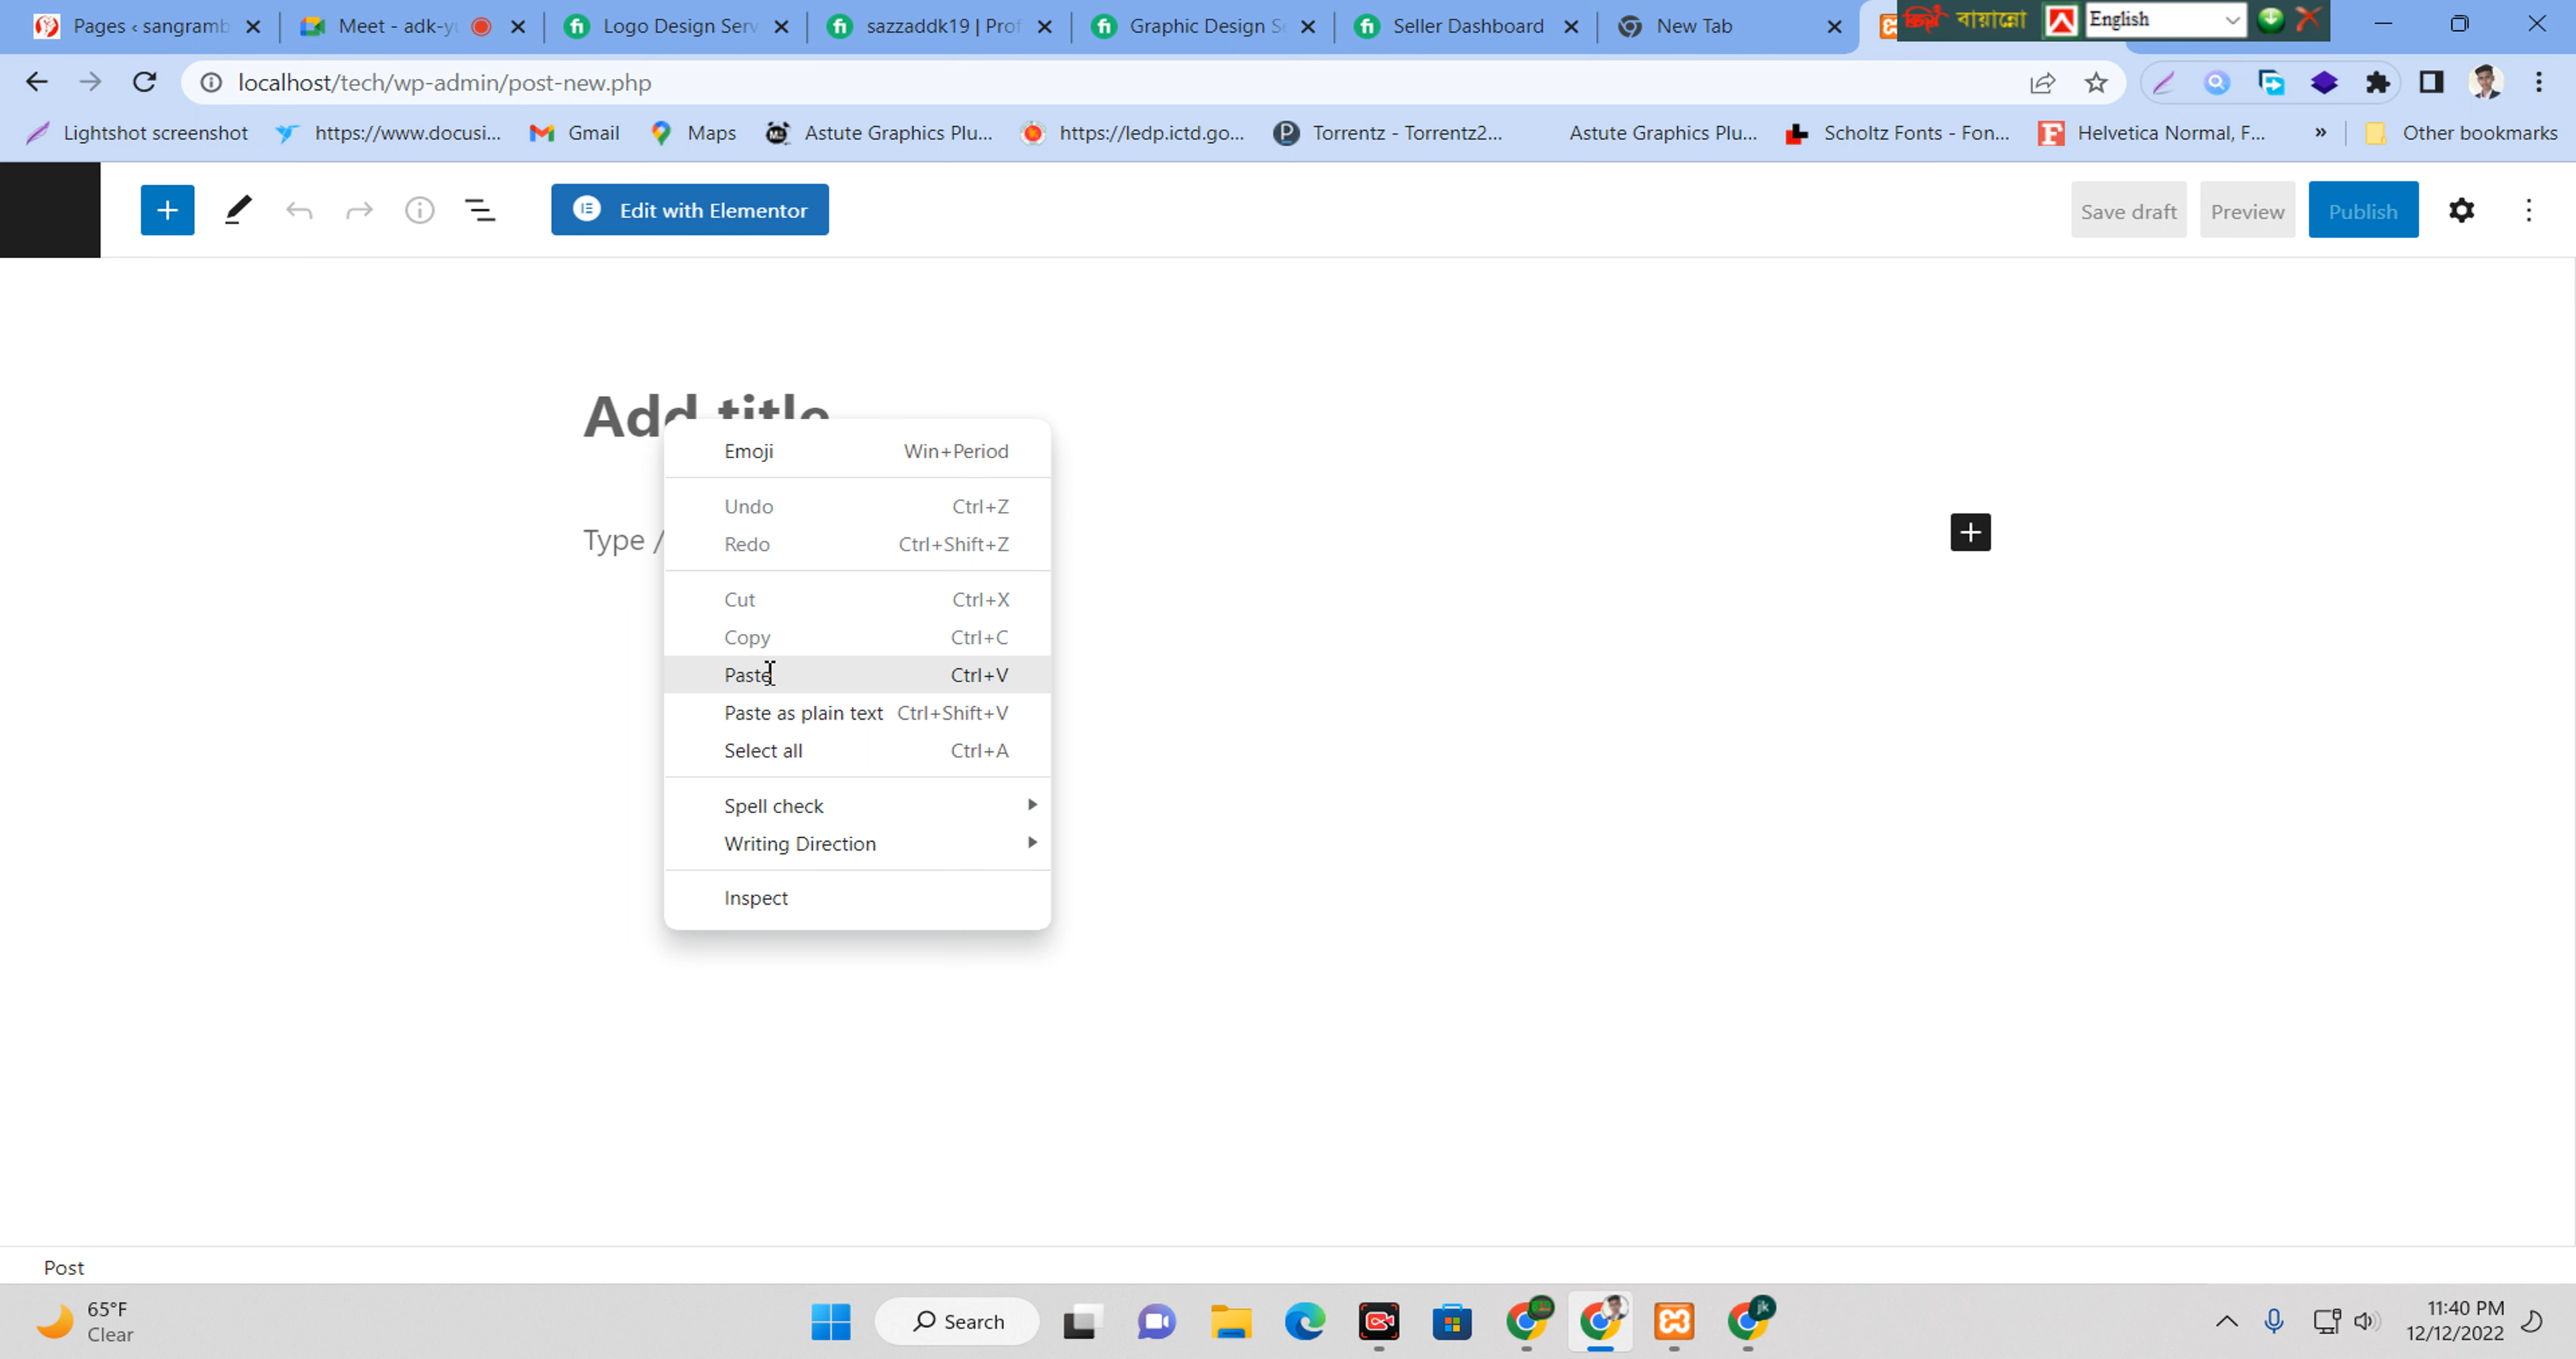 Pages ‹ sangramb
Meet - adk-y
Logo Design Serv
sazzaddk19 | Prof
Graphic Design S
Seller Dashboard
New Tab
বায়ান্নো
English
localhost/tech/wp-admin/post-new.php
Lightshot screenshot
https://www.docusi...
Gmail
Maps
Astute Graphics Plu...
https://ledp.ictd.go...
Torrentz - Torrentz2...
Astute Graphics Plu...
Scholtz Fonts - Fon...
Helvetica Normal, F...
»
Other bookmarks
Edit with Elementor
Save draft
Preview
Publish
Add title
Type /
Emoji Win+Period
Undo Ctrl+Z
Redo Ctrl+Shift+Z
Cut Ctrl+X
Copy Ctrl+C
Paste Ctrl+V
Paste as plain text Ctrl+Shift+V
Select all Ctrl+A
Spell check
Writing Direction
Inspect
Post
65°F
Clear
Search
jk
11:40 PM
12/12/2022